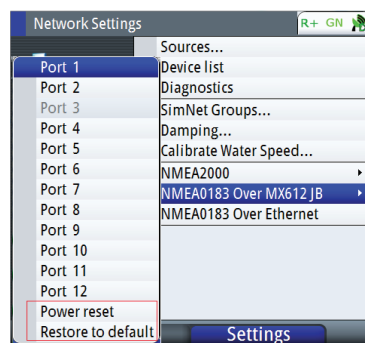 Network Settings
R+ GN
Sources...
Device list
Diagnostics
SimNet Groups...
Damping...
Calibrate Water Speed...
NMEA2000
NMEA0183 Over MX612 JB
NMEA0183 Over Ethernet
Port 1
Port 2
Port 3
Port 4
Port 5
Port 6
Port 7
Port 8
Port 9
Port 10
Port 11
Port 12
Power reset
Restore to default
Settings